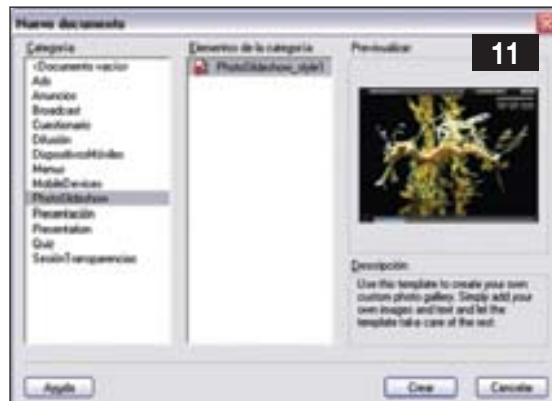 Nuevo documento
Categoría
<Documento vacío>
Ads
Anuncios
Broadcast
Cuestionario
Difusión
DispositivosMóviles
Menus
MobileDevices
PhotoSlideshow
Presentación
Presentation
Quiz
SesiónTransparencias
Elementos de la categoría
PhotoSlideshow_style1
Previsualizar
11
Descripción
Use this template to create your own
custom photo gallery. Simply add your
own images and text and let the
template take care of the rest.
Ayuda
Crear
Cancelar